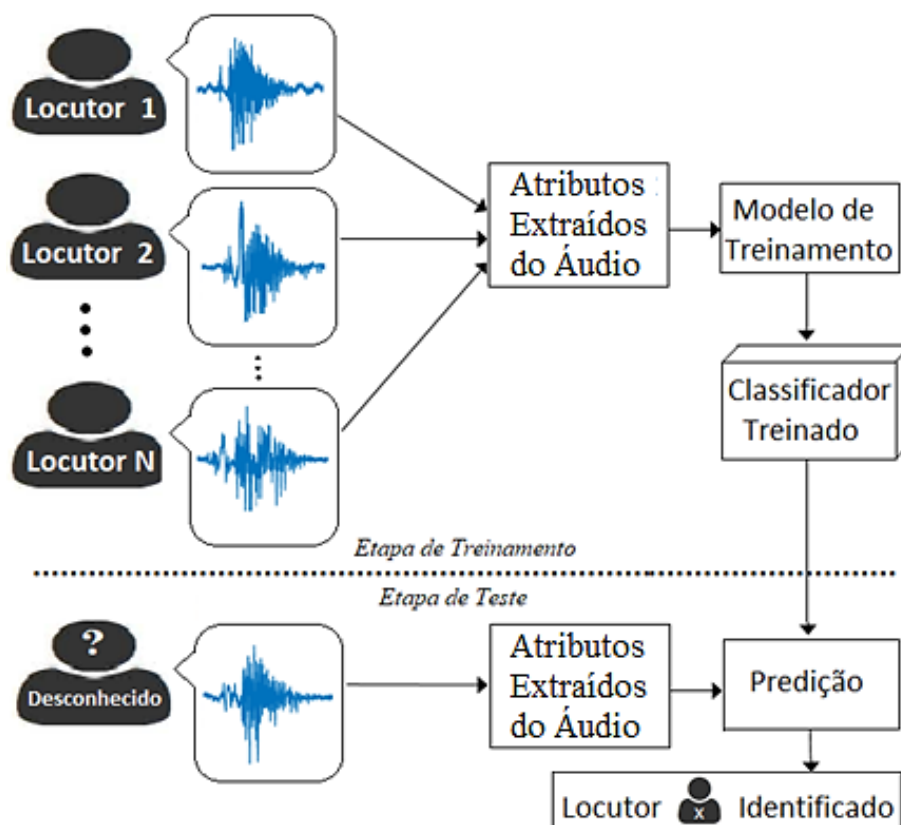 Locutor 1
Locutor 2
Locutor N
Atributos
Extraídos
do Áudio
Modelo de
Treinamento
Classificador
Treinado
Etapa de Treinamento
Etapa de Teste
?
Desconhecido
Atributos
Extraídos
do Áudio
Predição
Locutor x Identificado